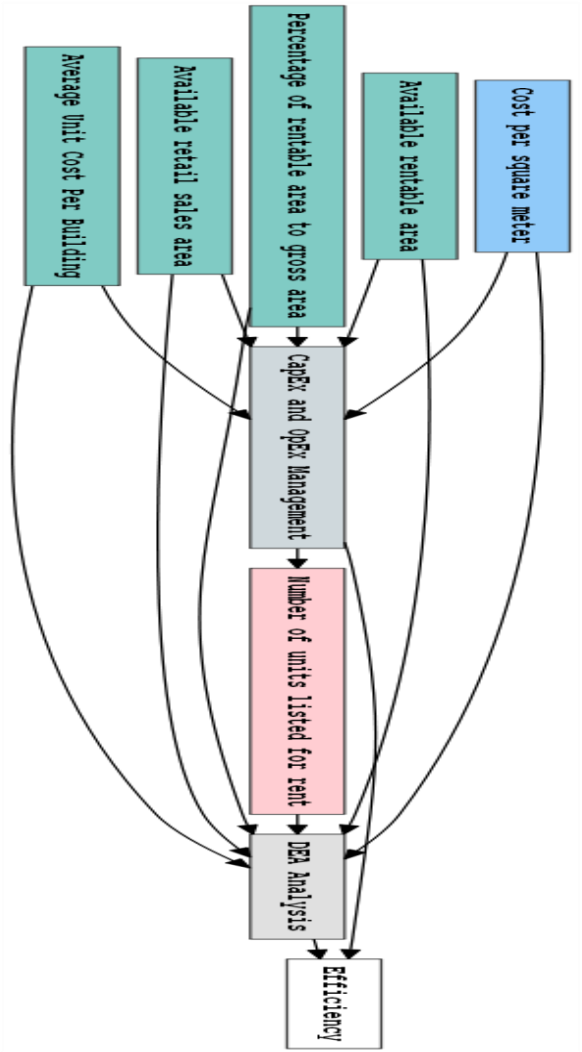 Cost per square meter
Available rentable area
Percentage of rentable area to gross area
Available retail sales area
Average Unit Cost Per Building
CapEx and OpEx Management
Number of units listed for rent
DEA Analysis
Efficiency